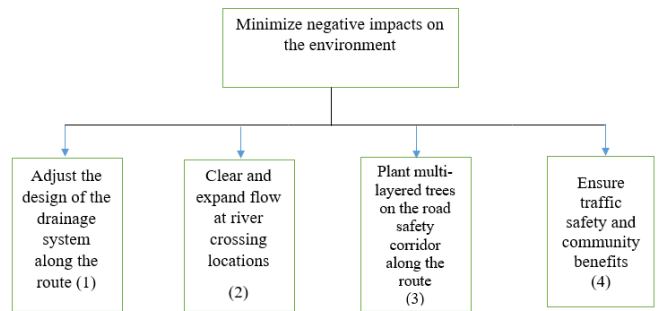 Minimize negative impacts on
the environment
Adjust the
design of the
drainage
system
along the
route (1)
Clear and
expand flow
at river
crossing
locations
(2)
Plant multi-
layered trees
on the road
safety
corridor
along the
route
(3)
Ensure
traffic
safety and
community
benefits
(4)